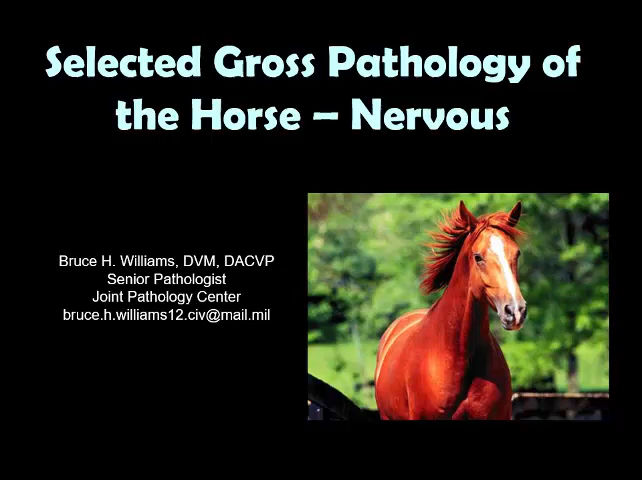 Selected Gross Pathology of
the Horse – Nervous
Bruce H. Williams, DVM, DACVP
Senior Pathologist
Joint Pathology Center
bruce.h.williams12.civ@mail.mil